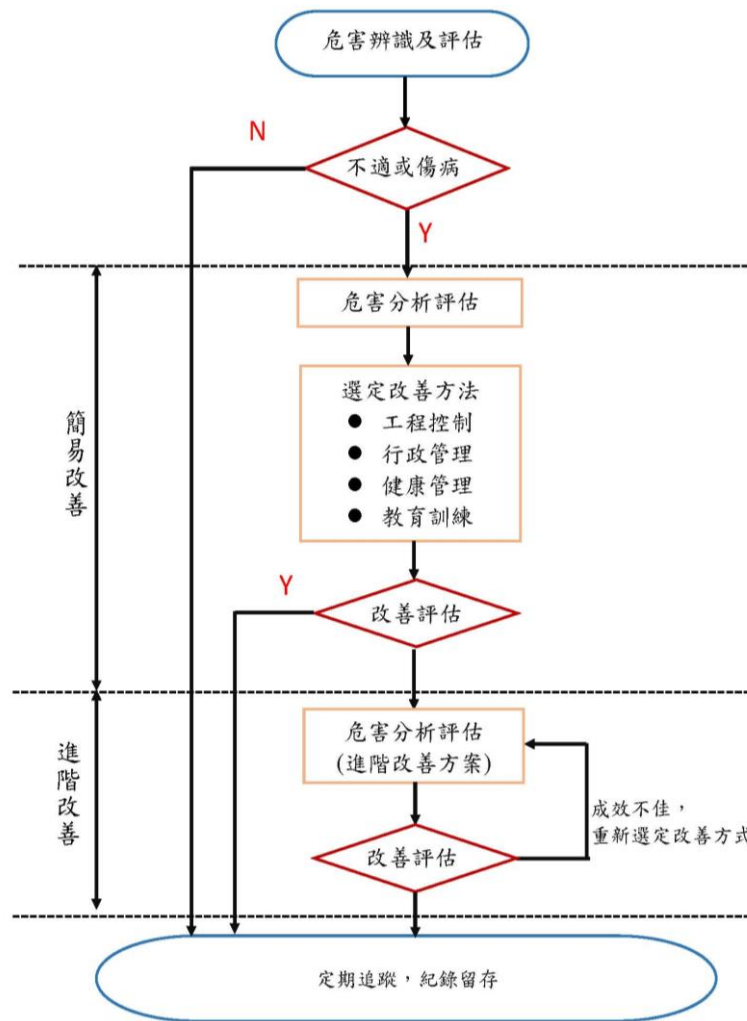 危害辨識及評估
N
不適或傷病
Y
危害分析評估
選定改善方法
● 工程控制
● 行政管理
● 健康管理
● 教育訓練
簡易改善
Y
改善評估
危害分析評估
(進階改善方案)
進階改善
成效不佳，
重新選定改善方式
改善評估
定期追蹤，紀錄留存